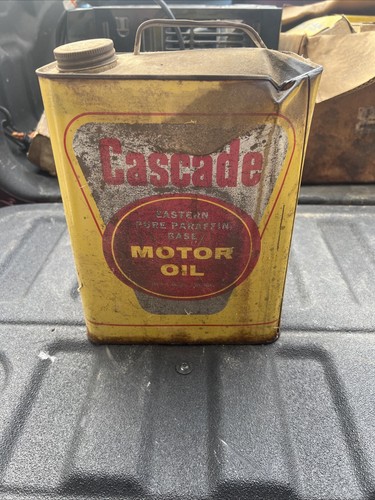 Cascade
EASTERN
PURE PARAFFIN
BASE
MOTOR
OIL